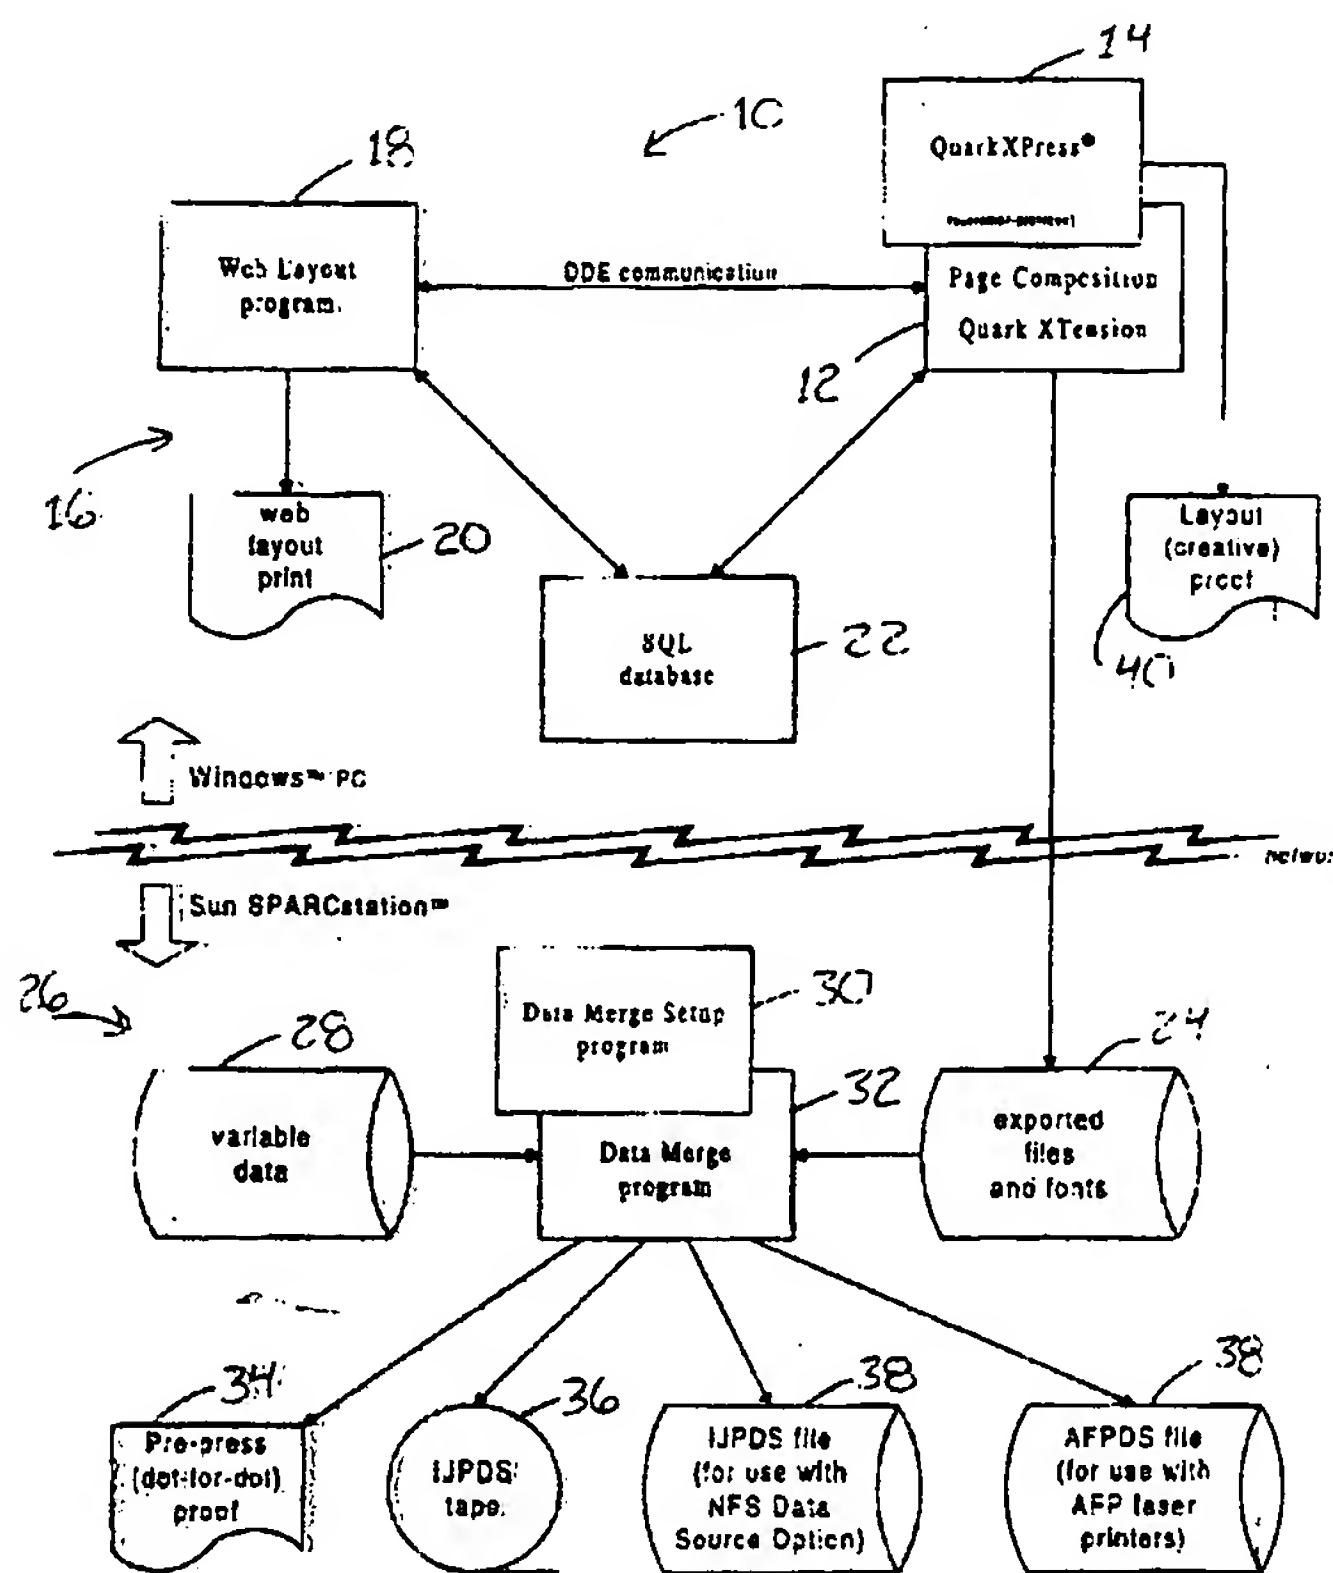 14
10
18
QuarkXPress®
Web Layout
program
DDE communication
Page Composition
Quark XTension
12
16
web
layout
print
20
Layout
(creative)
proof
40
SQL
database
22
Windows™ PC
Sun SPARCstation™
26
Data Merge Setup
program
30
28
24
32
variable
data
Data Merge
program
exported
files
and fonts
34
36
38
38
Pre-press
(dot-for-dot)
proof
IJPDS
tape
IJPDS file
(for use with
NFS Data
Source Option)
AFPDS file
(for use with
AFP laser
printers)